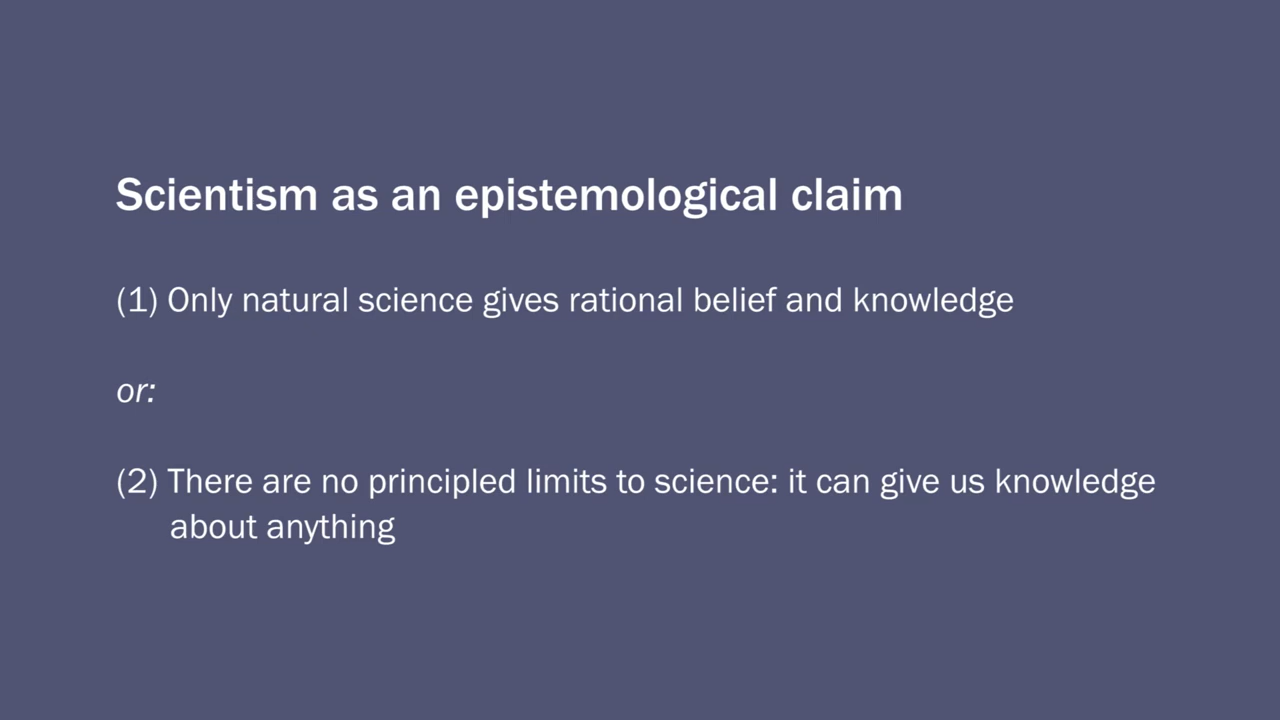 Scientism as an epistemological claim
(1) Only natural science gives rational belief and knowledge
or:
(2) There are no principled limits to science: it can give us knowledge
about anything